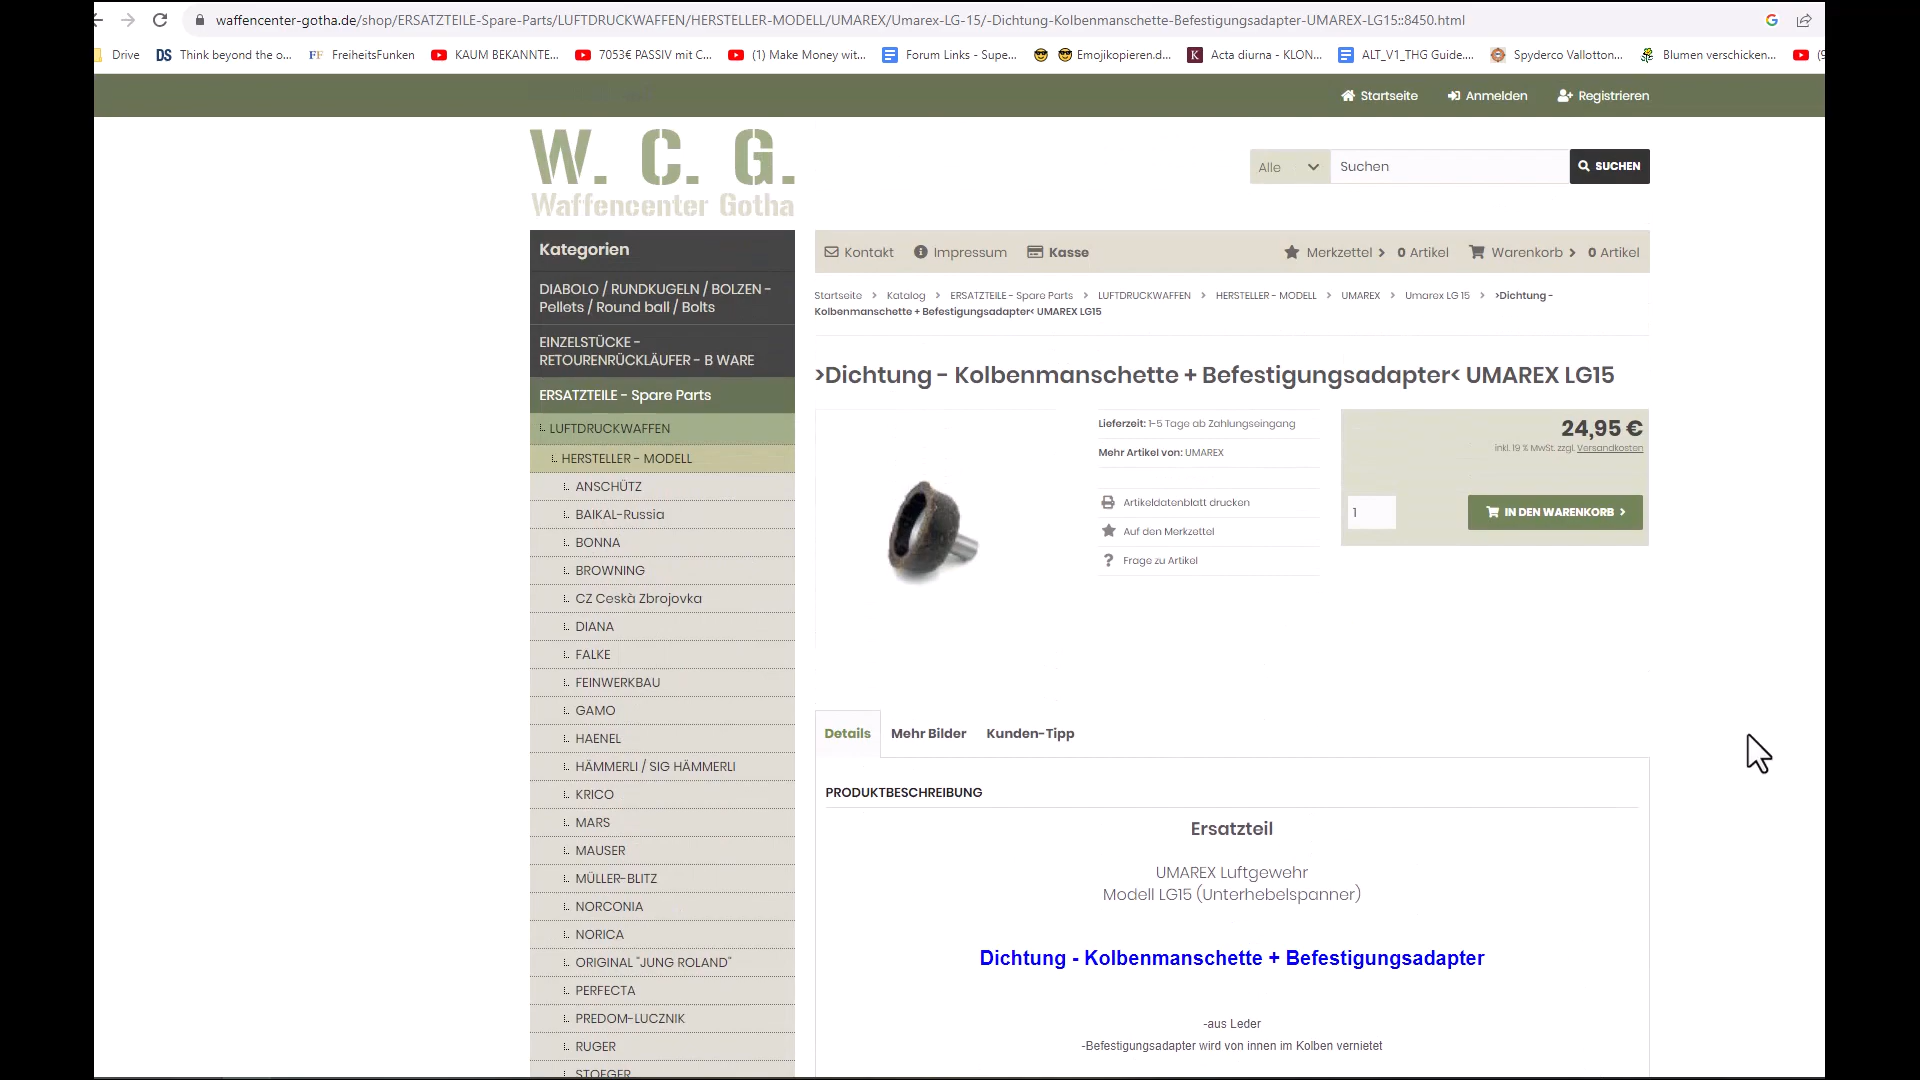 waffencenter-gotha.de/shop/ERSATZTEILE-Spare-Parts/LUFTDRUCKWAFFEN/HERSTELLER-MODELL/UMAREX/Umarex-LG-15/-Dichtung-Kolbenmanschette-Befestigungsadapter-UMAREX-LG15::8450.html
Drive
DS Think beyond the o...
FF FreiheitsFunken
KAUM BEKANNTE...
7053€ PASSIV mit C...
(1) Make Money wit...
Forum Links - Supe...
Emojikopieren.d...
K Acta diurna - KLON...
ALT_V1_THG Guide....
Spyderco Vallotton...
Blumen verschicken...
Startseite
Anmelden
Registrieren
W. C. G.
Waffencenter Gotha
Alle
Suchen
SUCHEN
Kategorien
DIABOLO / RUNDKUGELN / BOLZEN -
Pellets / Round ball / Bolts
EINZELSTÜCKE -
RETOURENRÜCKLÄUFER - B WARE
ERSATZTEILE - Spare Parts
LUFTDRUCKWAFFEN
HERSTELLER - MODELL
ANSCHÜTZ
BAIKAL-Russia
BONNA
BROWNING
CZ Ceskà Zbrojovka
DIANA
FALKE
FEINWERKBAU
GAMO
HAENEL
HÄMMERLI / SIG HÄMMERLI
KRICO
MARS
MAUSER
MÜLLER-BLITZ
NORCONIA
NORICA
ORIGINAL "JUNG ROLAND"
PERFECTA
PREDOM-LUCZNIK
RUGER
STOEGER
Kontakt
Impressum
Kasse
Merkzettel > 0 Artikel
Warenkorb > 0 Artikel
Startseite > Katalog > ERSATZTEILE - Spare Parts > LUFTDRUCKWAFFEN > HERSTELLER - MODELL > UMAREX > Umarex LG 15 > >Dichtung -
Kolbenmanschette + Befestigungsadapter< UMAREX LG15
>Dichtung - Kolbenmanschette + Befestigungsadapter< UMAREX LG15
Lieferzeit: 1-5 Tage ab Zahlungseingang
Mehr Artikel von: UMAREX
Artikeldatenblatt drucken
Auf den Merkzettel
? Frage zu Artikel
24,95 €
inkl. 19 % MwSt. zzgl. Versandkosten
1
IN DEN WARENKORB >
Details
Mehr Bilder
Kunden-Tipp
PRODUKTBESCHREIBUNG
Ersatzteil
UMAREX Luftgewehr
Modell LG15 (Unterhebelspanner)
Dichtung - Kolbenmanschette + Befestigungsadapter
-aus Leder
-Befestigungsadapter wird von innen im Kolben vernietet